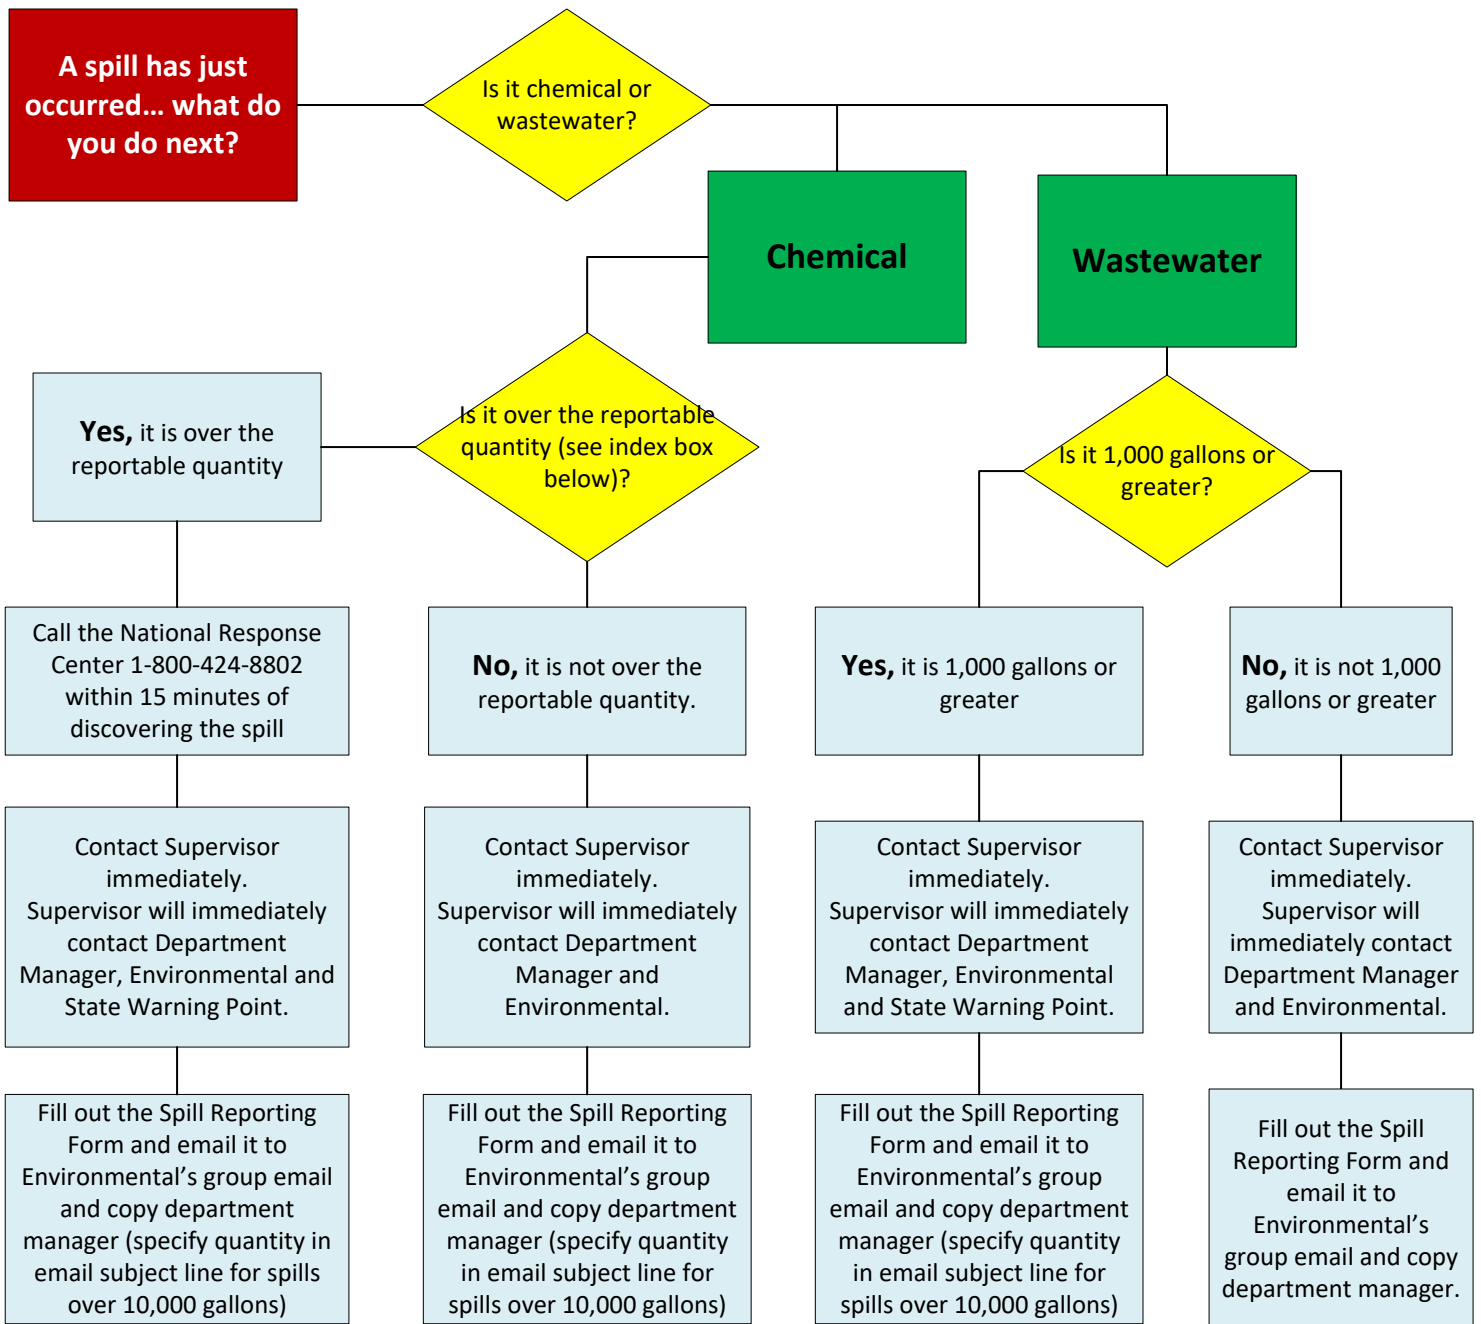 A spill has just
occurred... what do
you do next?
Is it chemical or
wastewater?
Chemical
Wastewater
Yes, it is over the
reportable quantity
Is it over the reportable
quantity (see index box
below)?
Is it 1,000 gallons or
greater?
Call the National Response
Center 1-800-424-8802
within 15 minutes of
discovering the spill
No, it is not over the
reportable quantity.
Yes, it is 1,000 gallons or
greater
No, it is not 1,000
gallons or greater
Contact Supervisor
immediately.
Supervisor will immediately
contact Department
Manager, Environmental and
State Warning Point.
Contact Supervisor
immediately.
Supervisor will immediately
contact Department
Manager and
Environmental.
Contact Supervisor
immediately.
Supervisor will immediately
contact Department
Manager, Environmental
and State Warning Point.
Contact Supervisor
immediately.
Supervisor will
immediately contact
Department Manager
and Environmental.
Fill out the Spill Reporting
Form and email it to
Environmental’s group email
and copy department
manager (specify quantity in
email subject line for spills
over 10,000 gallons)
Fill out the Spill Reporting
Form and email it to
Environmental’s group
email and copy department
manager (specify quantity
in email subject line for
spills over 10,000 gallons)
Fill out the Spill Reporting
Form and email it to
Environmental’s group
email and copy department
manager (specify quantity
in email subject line for
spills over 10,000 gallons)
Fill out the Spill
Reporting Form and
email it to
Environmental’s
group email and copy
department manager.